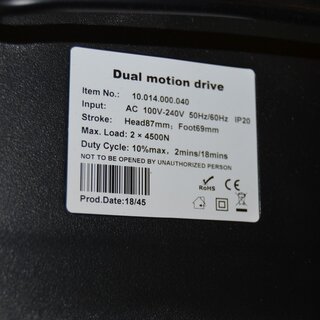 Dual motion drive
Item No.: 10.014.000.040
Input: AC 100V-240V 50Hz/60Hz IP20
Stroke: Head87mm; Foot69mm
Max. Load: 2 × 4500N
Duty Cycle: 10%max. 2mins/18mins
NOT TO BE OPENED BY UNAUTHORIZED PERSON
RoHS
Prod.Date:18/45